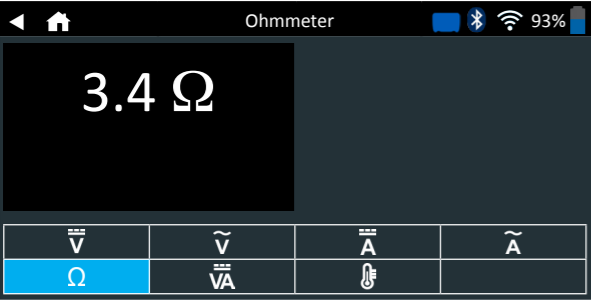 Ohmmeter 93%
3.4 Ω
V V A A
Ω VA